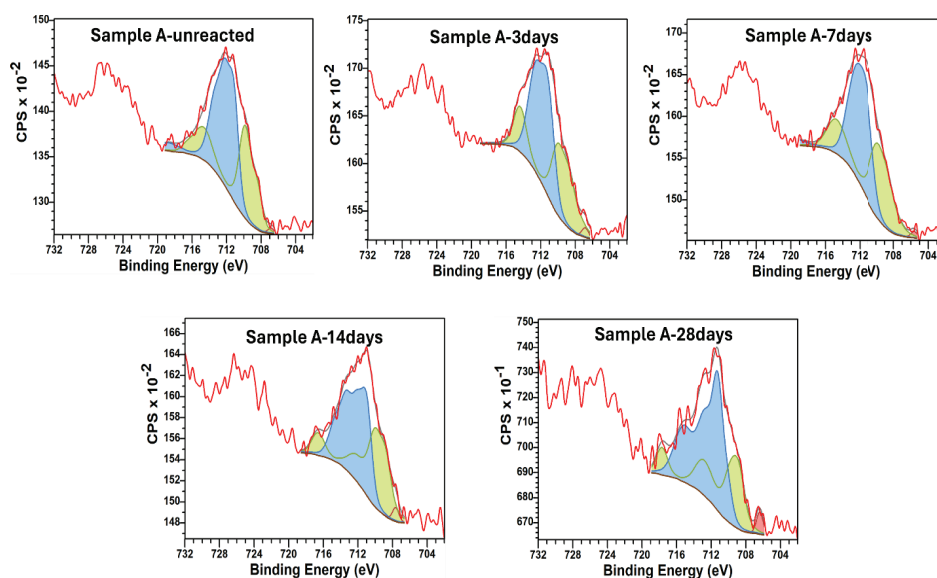 Sample A-unreacted
CPS x 10⁻²
150
145
140
135
130
732 728 724 720 716 712 708 704
Binding Energy (eV)
Sample A-3days
CPS x 10⁻²
175
170
165
160
155
732 728 724 720 716 712 708 704
Binding Energy (eV)
Sample A-7days
CPS x 10⁻²
170
165
160
155
150
732 728 724 720 716 712 708 704
Binding Energy (eV)
Sample A-14days
CPS x 10⁻²
166
164
162
160
158
156
154
152
150
148
732 728 724 720 716 712 708 704
Binding Energy (eV)
Sample A-28days
CPS x 10⁻¹
750
740
730
720
710
700
690
680
670
732 728 724 720 716 712 708 704
Binding Energy (eV)